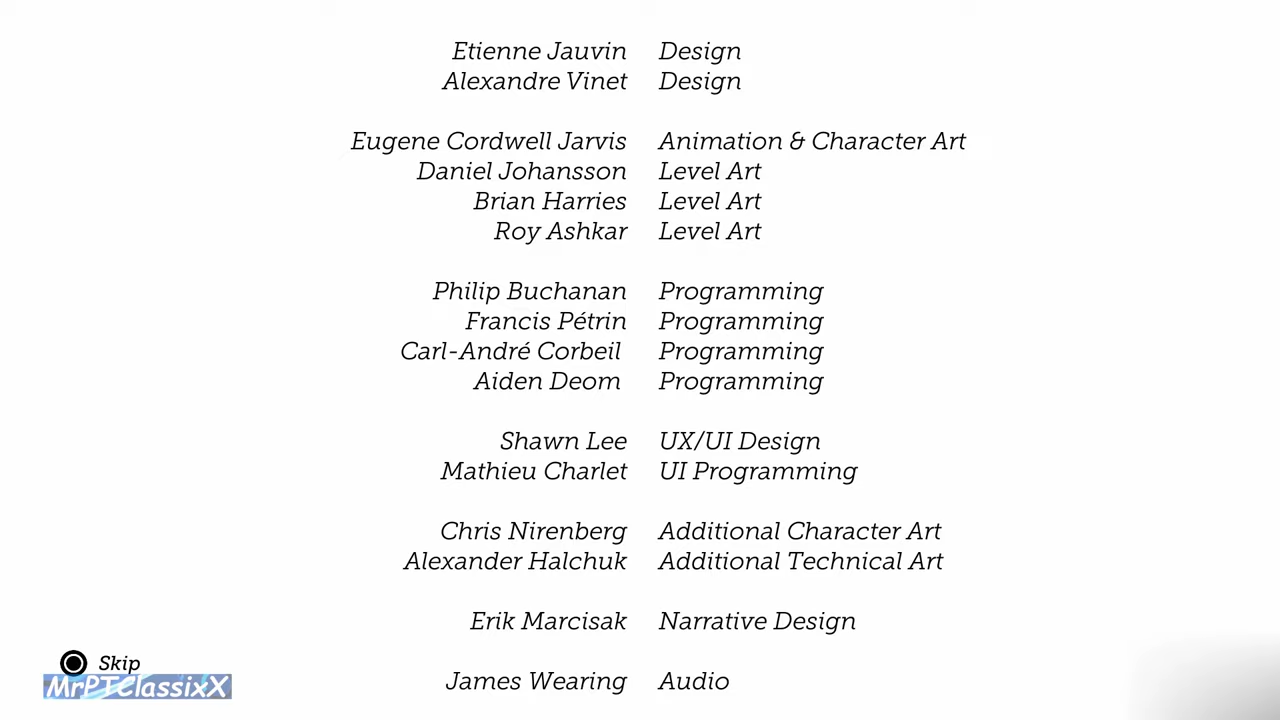 Etienne Jauvin Design
Alexandre Vinet Design
Eugene Cordwell Jarvis Animation & Character Art
Daniel Johansson Level Art
Brian Harries Level Art
Roy Ashkar Level Art
Philip Buchanan Programming
Francis Pétrin Programming
Carl-André Corbeil Programming
Aiden Deom Programming
Shawn Lee UX/UI Design
Mathieu Charlet UI Programming
Chris Nirenberg Additional Character Art
Alexander Halchuk Additional Technical Art
Erik Marcisak Narrative Design
James Wearing Audio
Skip
MrPTClassixX